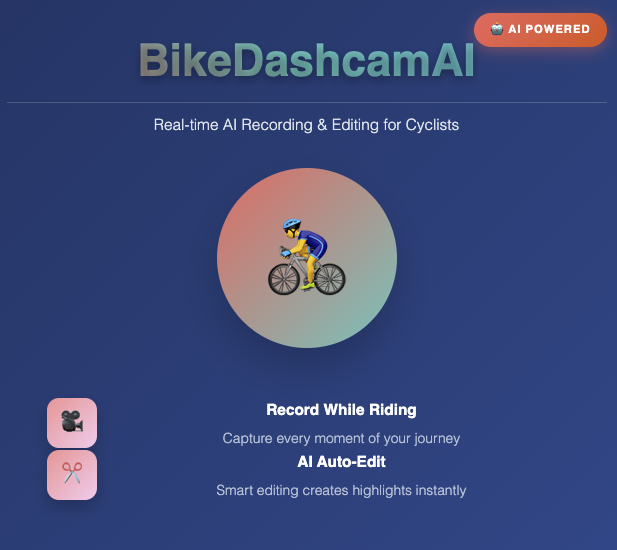 AI POWERED
BikeDashcamAI
Real-time AI Recording & Editing for Cyclists
Record While Riding
Capture every moment of your journey
AI Auto-Edit
Smart editing creates highlights instantly